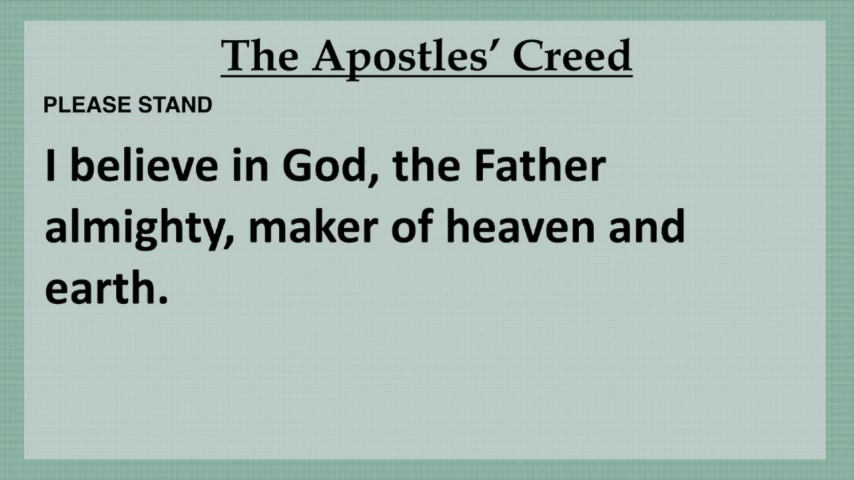 The Apostles’ Creed
PLEASE STAND
I believe in God, the Father
almighty, maker of heaven and
earth.